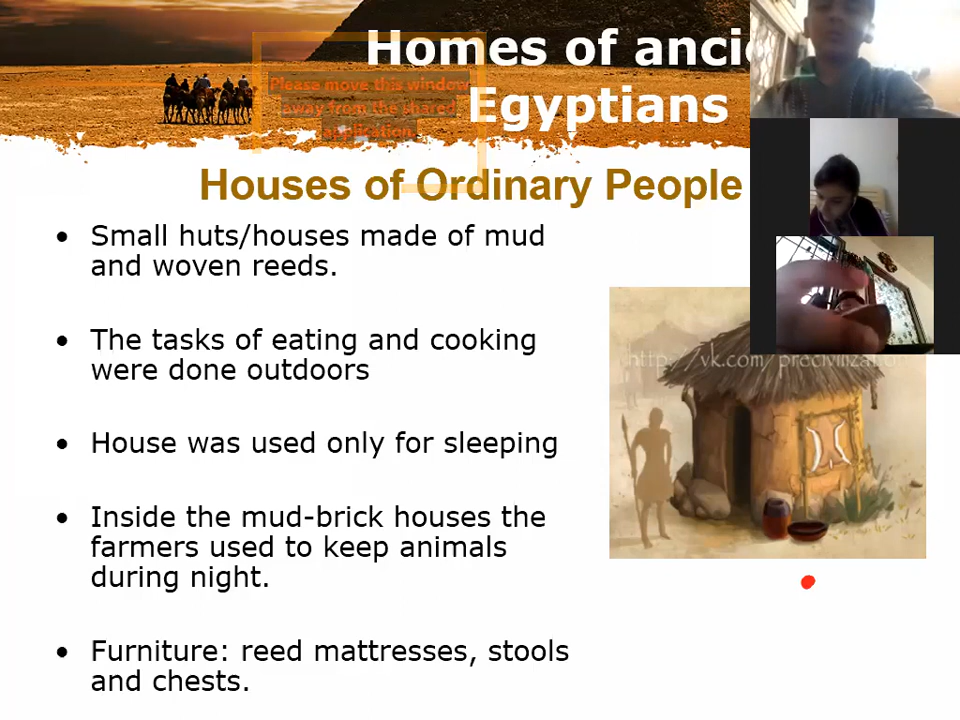 Homes of ancie
Egyptians
Please move this window
away from the shared
application.
Houses of Ordinary People
• Small huts/houses made of mud
and woven reeds.
• The tasks of eating and cooking
were done outdoors
• House was used only for sleeping
• Inside the mud-brick houses the
farmers used to keep animals
during night.
• Furniture: reed mattresses, stools
and chests.
http://vk.com/precivilizat